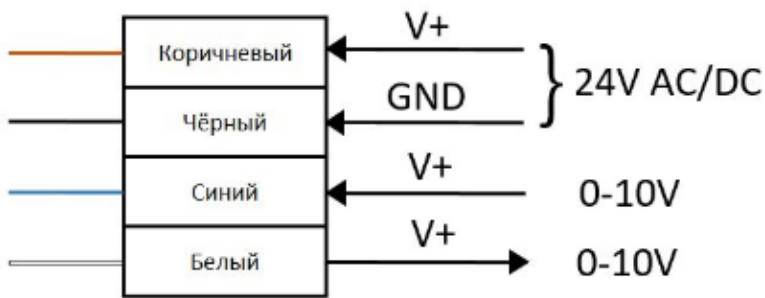 Коричневый V+
24V AC/DC
Чёрный GND
Синий V+ 0-10V
Белый V+ 0-10V